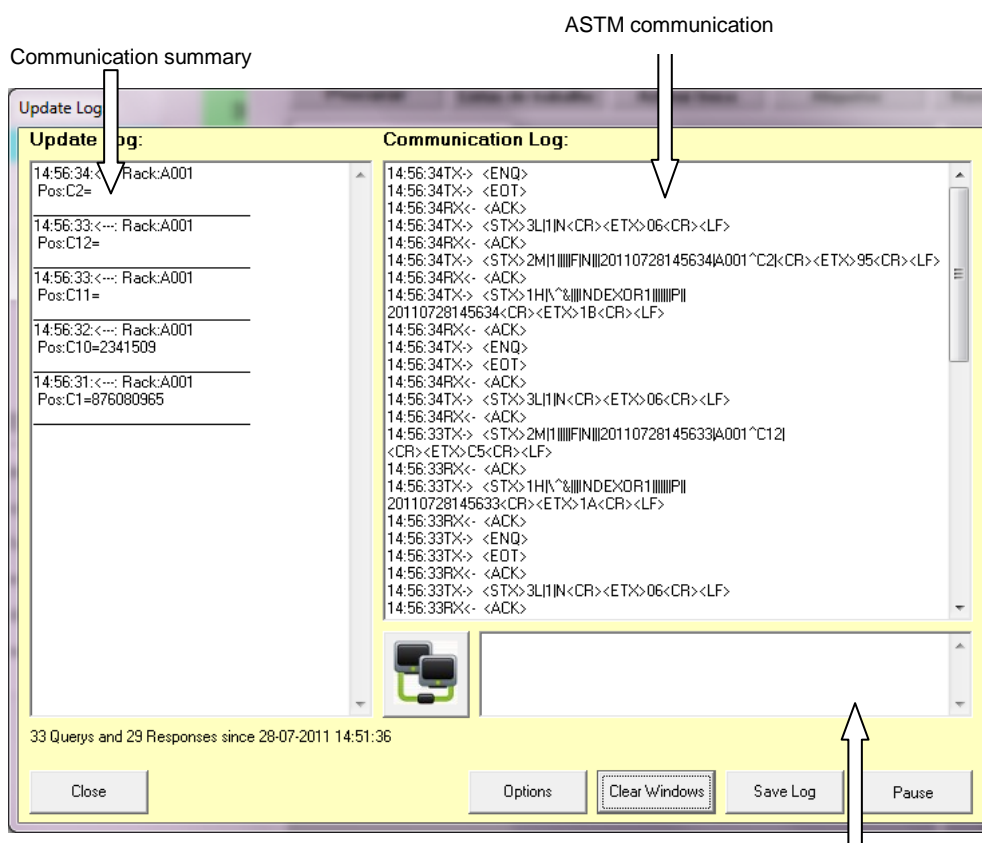 ASTM communication
Communication summary
Update Log
Update Log:
14:56:34:<---: Rack:A001
Pos:C2=
14:56:33:<---: Rack:A001
Pos:C12=
14:56:33:<---: Rack:A001
Pos:C11=
14:56:32:<---: Rack:A001
Pos:C10=2341509
14:56:31:<---: Rack:A001
Pos:C1=876080965
Communication Log:
14:56:34TX-> <ENQ>
14:56:34TX-> <EOT>
14:56:34RX<- <ACK>
14:56:34TX-> <STX>3L|1|N<CR><ETX>06<CR><LF>
14:56:34RX<- <ACK>
14:56:34TX-> <STX>2M|1|||||F|N|||20110728145634|A001^C2|<CR><ETX>95<CR><LF>
14:56:34RX<- <ACK>
14:56:34TX-> <STX>1H|\^&||||INDEXOR1|||||||P||
20110728145634<CR><ETX>1B<CR><LF>
14:56:34RX<- <ACK>
14:56:34TX-> <ENQ>
14:56:34TX-> <EOT>
14:56:34RX<- <ACK>
14:56:34TX-> <STX>3L|1|N<CR><ETX>06<CR><LF>
14:56:34RX<- <ACK>
14:56:33TX-> <STX>2M|1|||||F|N|||20110728145633|A001^C12|
<CR><ETX>C5<CR><LF>
14:56:33RX<- <ACK>
14:56:33TX-> <STX>1H|\^&||||INDEXOR1|||||||P||
20110728145633<CR><ETX>1A<CR><LF>
14:56:33RX<- <ACK>
14:56:33TX-> <ENQ>
14:56:33TX-> <EOT>
14:56:33RX<- <ACK>
14:56:33TX-> <STX>3L|1|N<CR><ETX>06<CR><LF>
14:56:33RX<- <ACK>
33 Querys and 29 Responses since 28-07-2011 14:51:36
Close
Options
Clear Windows
Save Log
Pause